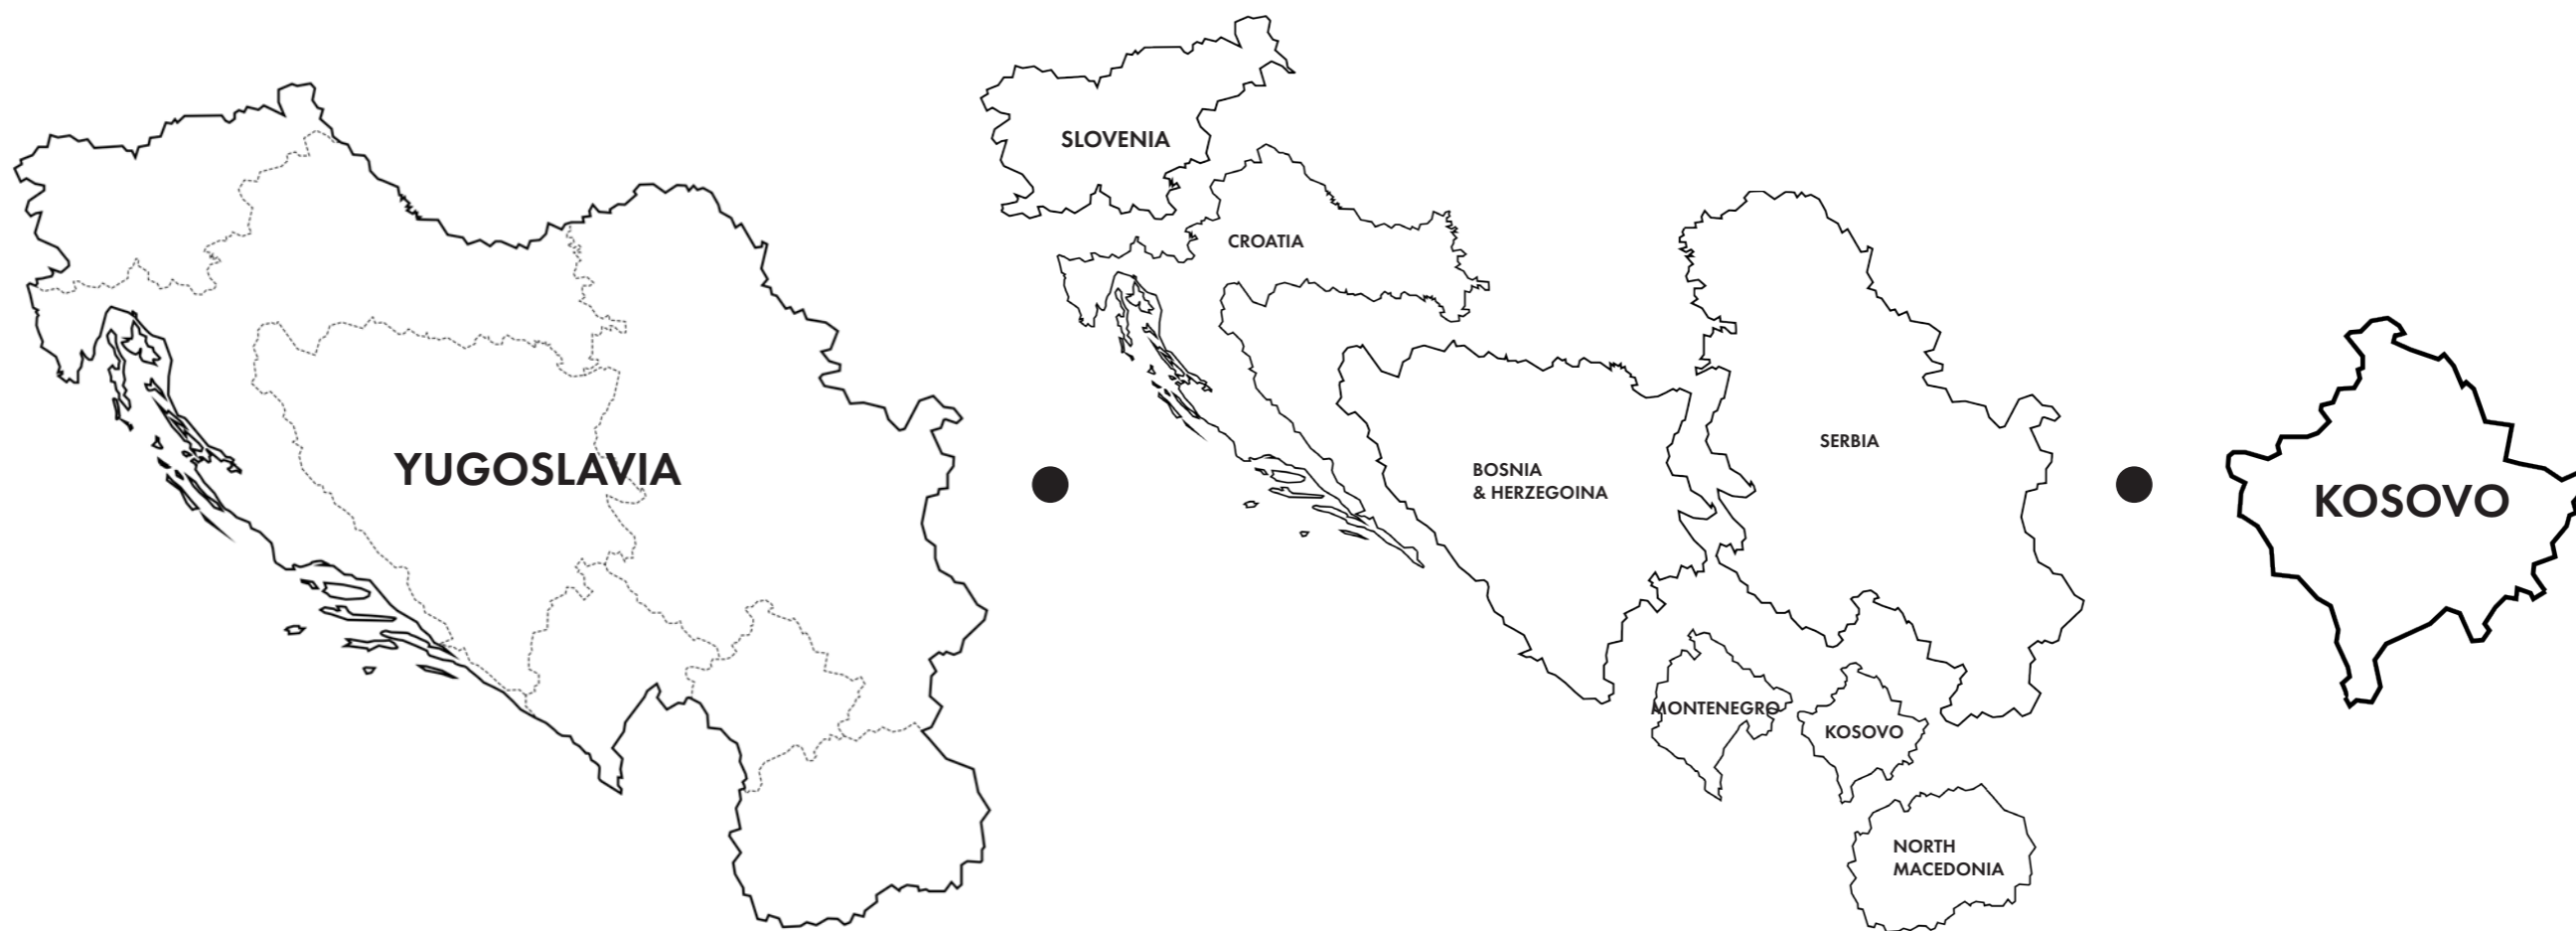 YUGOSLAVIA
SLOVENIA
CROATIA
BOSNIA
& HERZEGOINA
SERBIA
MONTENEGRO
KOSOVO
NORTH
MACEDONIA
KOSOVO